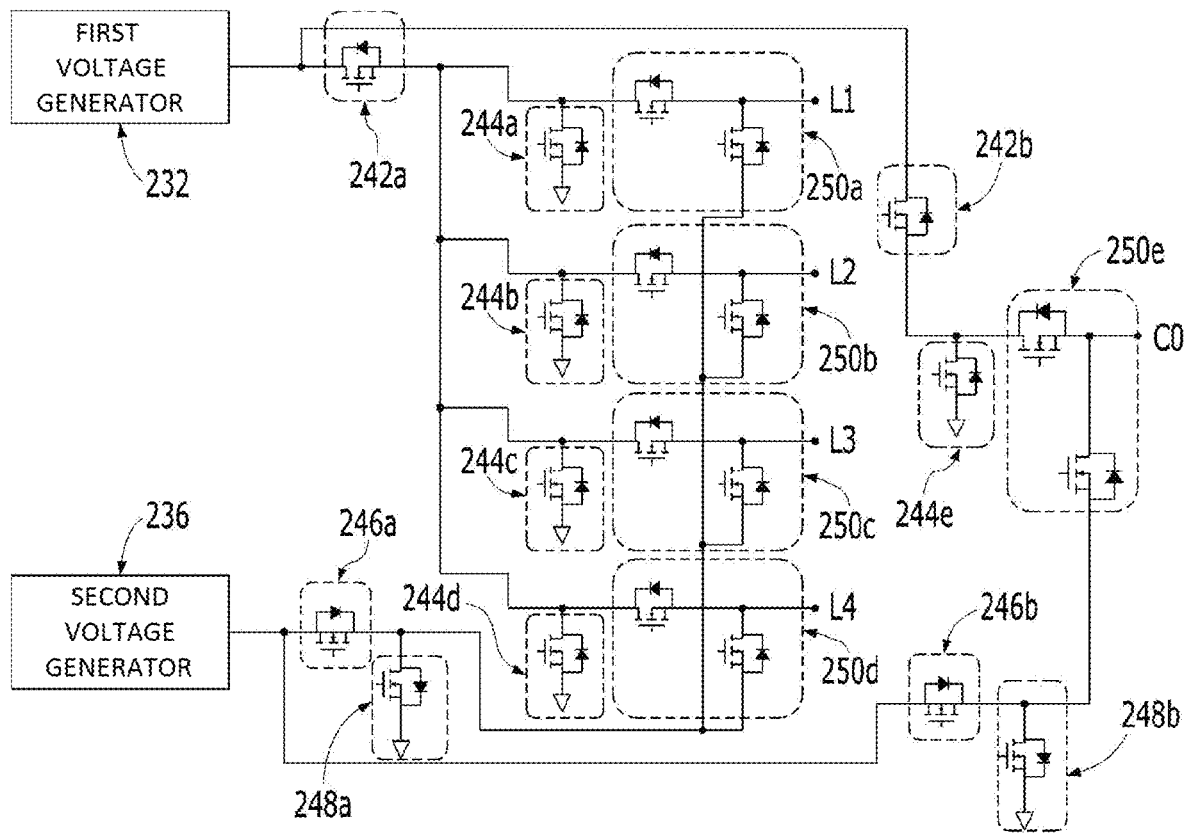 FIRST
VOLTAGE
GENERATOR
232
242a
244a
L1
250a
242b
244b
L2
250b
250e
C0
244c
L3
250c
244e
236
SECOND
VOLTAGE
GENERATOR
246a
244d
L4
250d
246b
248a
248b